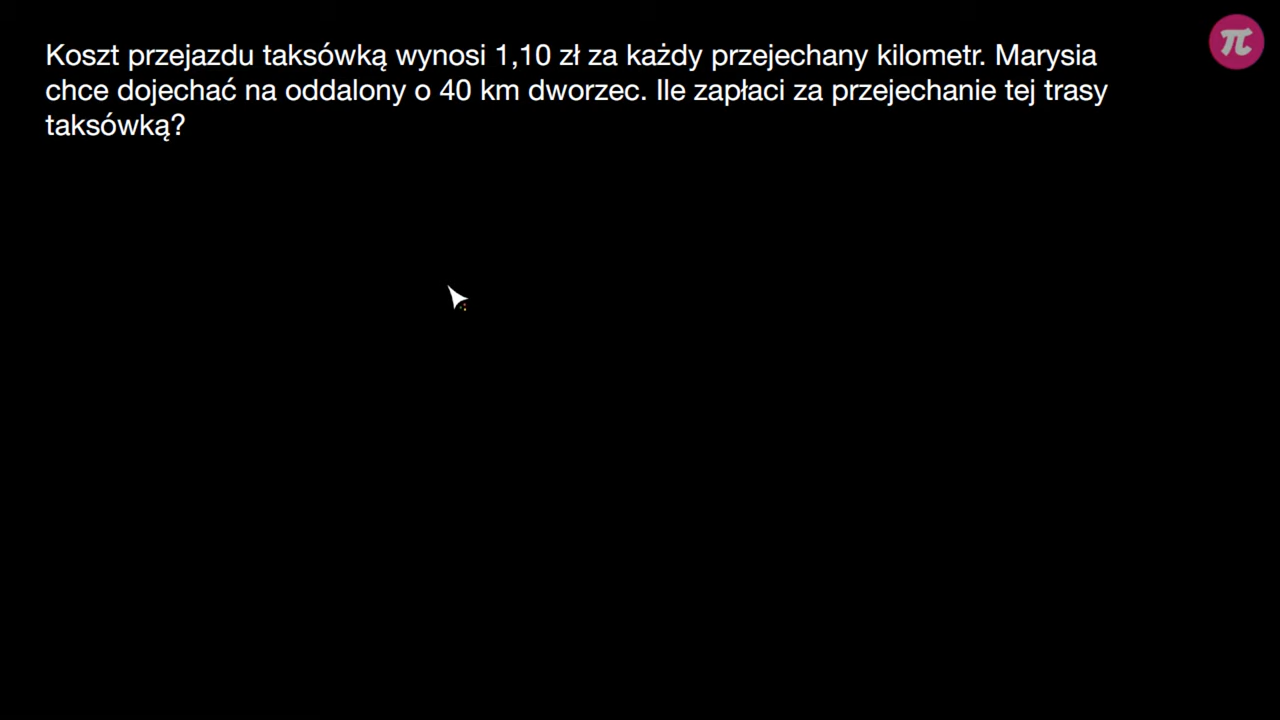 Koszt przejazdu taksówką wynosi 1,10 zł za każdy przejechany kilometr. Marysia
chce dojechać na oddalony o 40 km dworzec. Ile zapłaci za przejechanie tej trasy
taksówką?
π